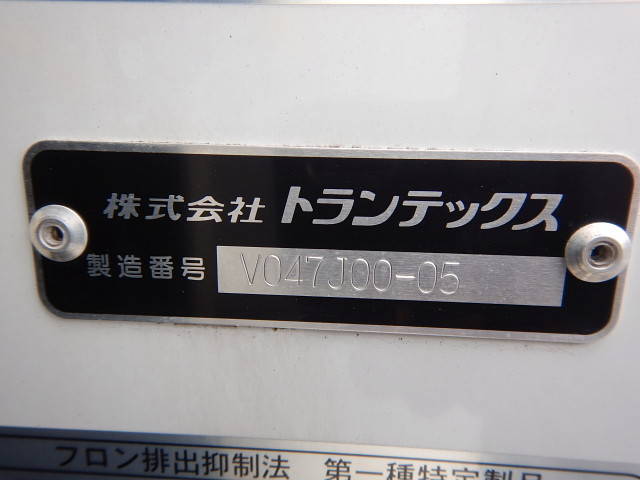 株式会社 トランテックス
製造番号 V047J00-05
フロン排出抑制法 第一種特定製品